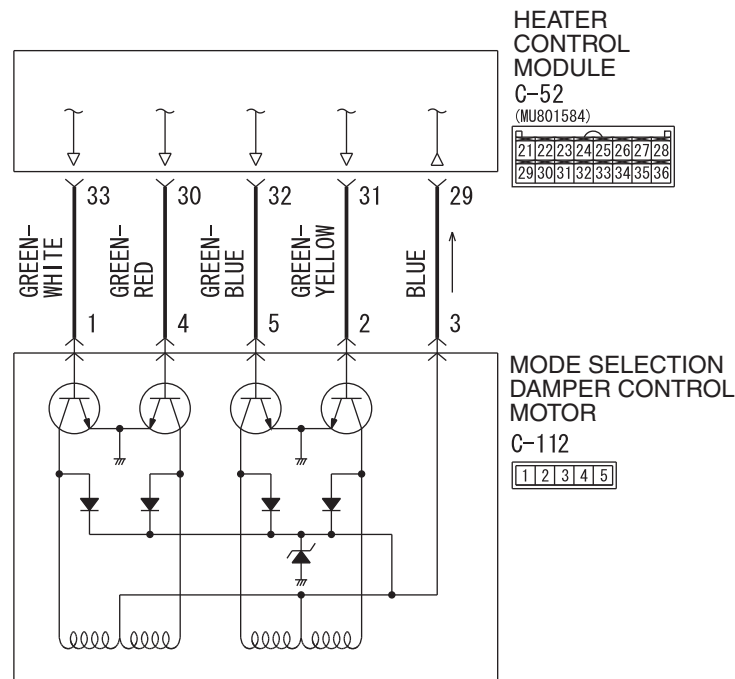 HEATER
CONTROL
MODULE
C-52
(MU801584)
21 22 23 24 25 26 27 28
29 30 31 32 33 34 35 36
33 30 32 31 29
GREEN-
WHITE
GREEN-
RED
GREEN-
BLUE
GREEN-
YELLOW
BLUE
1 4 5 2 3
MODE SELECTION
DAMPER CONTROL
MOTOR
C-112
1 2 3 4 5